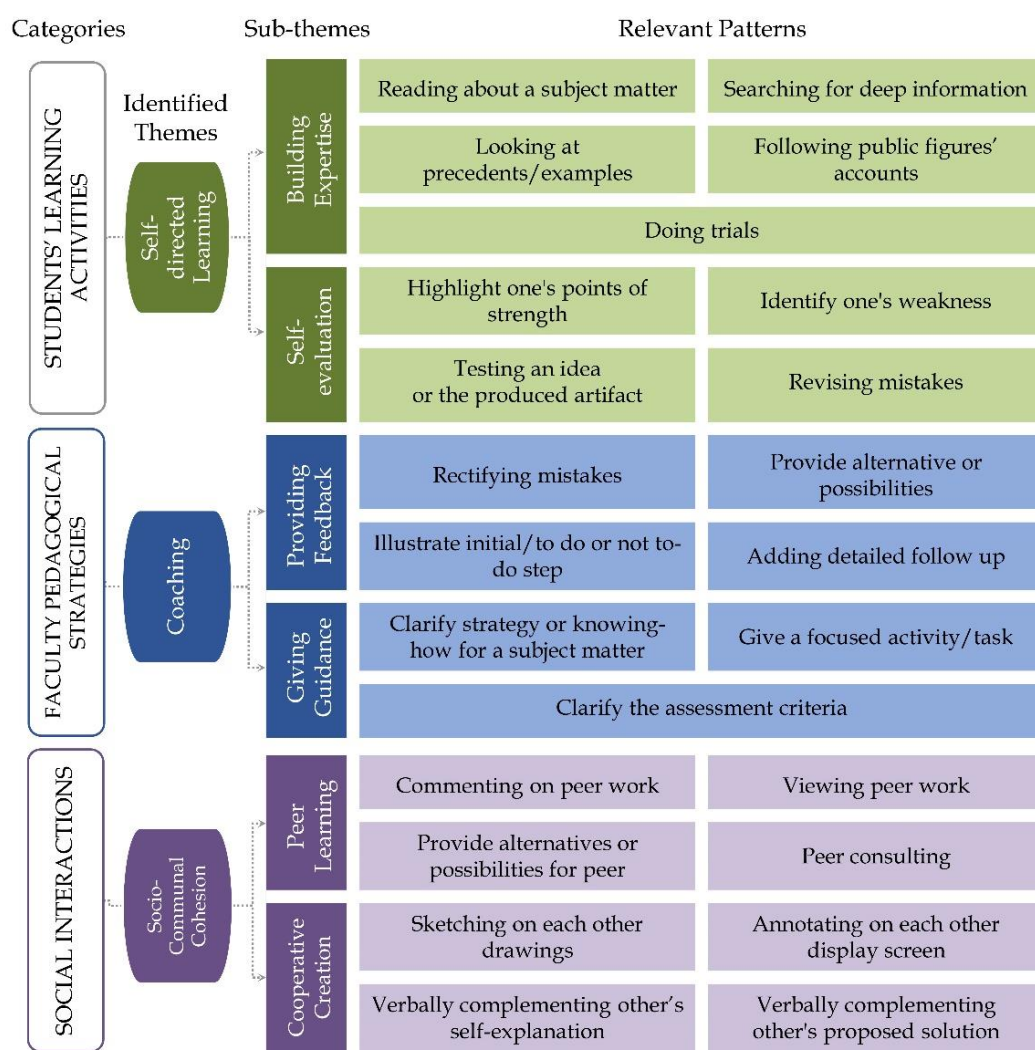 Categories
Sub-themes
Relevant Patterns
Identified
Themes
STUDENTS' LEARNING
ACTIVITIES
Self-
directed
Learning
Building
Expertise
Reading about a subject matter
Searching for deep information
Looking at
precedents/examples
Following public figures'
accounts
Doing trials
Self-
evaluation
Highlight one's points of
strength
Identify one's weakness
Testing an idea
or the produced artifact
Revising mistakes
FACULTY PEDAGOGICAL
STRATEGIES
Coaching
Providing
Feedback
Rectifying mistakes
Provide alternative or
possibilities
Illustrate initial/to do or not to-
do step
Adding detailed follow up
Giving
Guidance
Clarify strategy or knowing-
how for a subject matter
Give a focused activity/task
Clarify the assessment criteria
SOCIAL INTERACTIONS
Socio-
Communal
Cohesion
Peer
Learning
Commenting on peer work
Viewing peer work
Provide alternatives or
possibilities for peer
Peer consulting
Cooperative
Creation
Sketching on each other
drawings
Annotating on each other
display screen
Verbally complementing other's
self-explanation
Verbally complementing
other's proposed solution